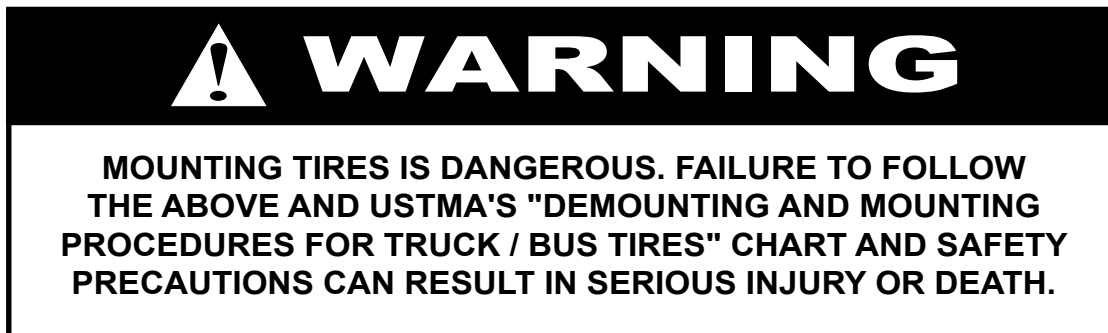 WARNING
MOUNTING TIRES IS DANGEROUS. FAILURE TO FOLLOW
THE ABOVE AND USTMA'S "DEMOUNTING AND MOUNTING
PROCEDURES FOR TRUCK / BUS TIRES" CHART AND SAFETY
PRECAUTIONS CAN RESULT IN SERIOUS INJURY OR DEATH.